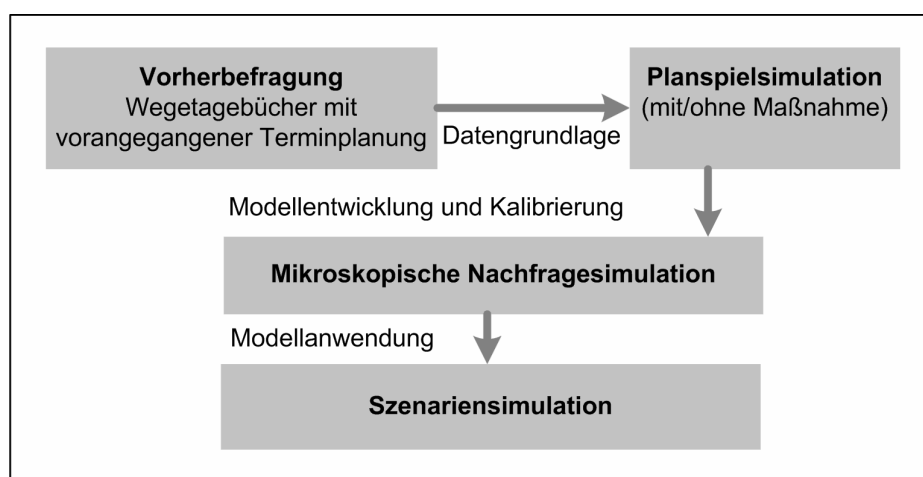 Vorherbefragung
Wegetagebücher mit
vorangegangener Terminplanung
Datengrundlage
Planspielsimulation
(mit/ohne Maßnahme)
Modellentwicklung und Kalibrierung
Mikroskopische Nachfragesimulation
Modellanwendung
Szenariensimulation